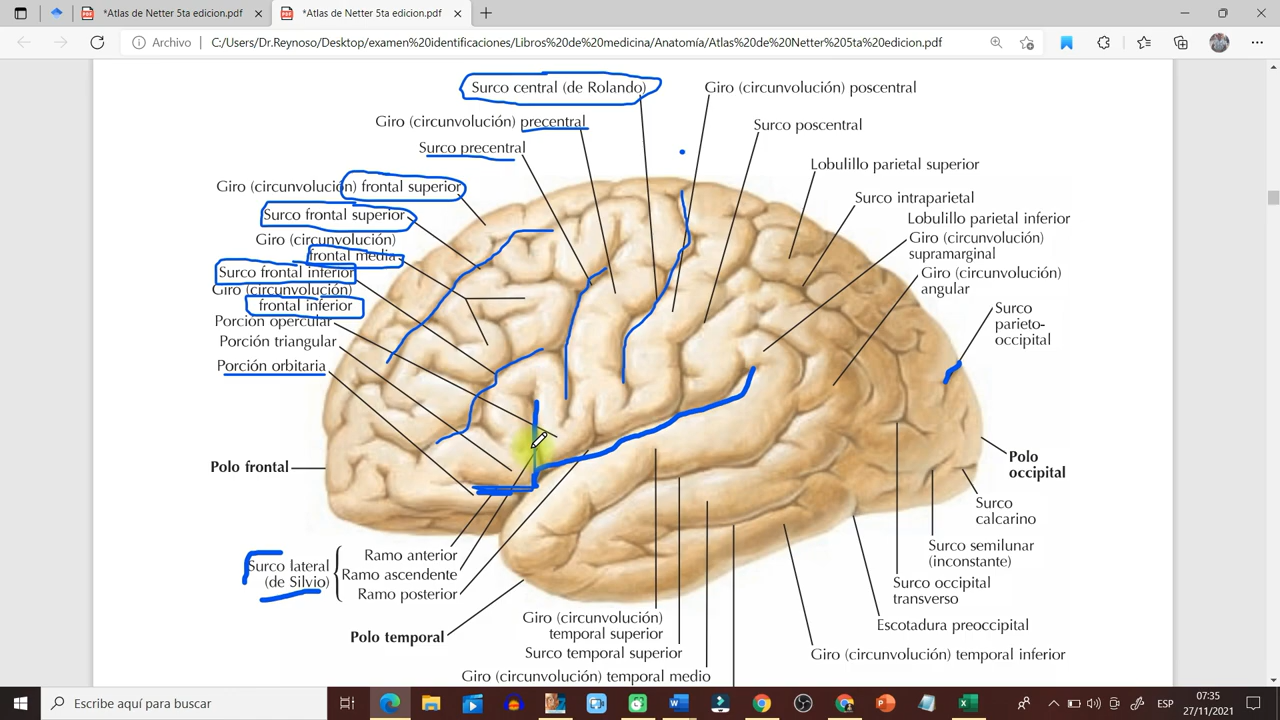 *Atlas de Netter 5ta edicion.pdf
*Atlas de Netter 5ta edicion.pdf
Archivo
C:/Users/Dr.Reynoso/Desktop/examen%20identificaciones/Libros%20de%20medicina/Anatomía/Atlas%20de%20Netter%205ta%20edicion.pdf
Surco central (de Rolando)
Giro (circunvolución) poscentral
Giro (circunvolución) precentral
Surco poscentral
Surco precentral
Lobulillo parietal superior
Giro (circunvolución) frontal superior
Surco intraparietal
Surco frontal superior
Lobulillo parietal inferior
Giro (circunvolución)
frontal media
Giro (circunvolución)
supramarginal
Surco frontal inferior
Giro (circunvolución)
angular
Giro (circunvolución)
frontal inferior
Surco
parieto-
occipital
Porción opercular
Porción triangular
Porción orbitaria
Polo frontal
Polo
occipital
Surco
calcarino
Surco lateral
(de Silvio)
Ramo anterior
Ramo ascendente
Ramo posterior
Surco semilunar
(inconstante)
Surco occipital
transverso
Polo temporal
Giro (circunvolución)
temporal superior
Escotadura preoccipital
Surco temporal superior
Giro (circunvolución) temporal inferior
Giro (circunvolución) temporal medio
Escribe aquí para buscar
ESP
07:35
27/11/2021